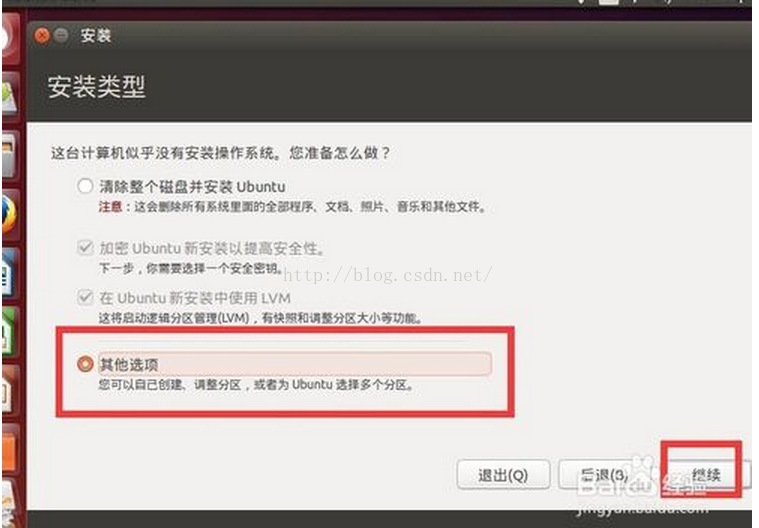 安装
安装类型
这台计算机似乎没有安装操作系统。您准备怎么做？
清除整个磁盘并安装 Ubuntu
注意：这会删除所有系统里面的全部程序、文档、照片、音乐和其他文件。
加密 Ubuntu 新安装以提高安全性。
下一步，你需要选择一个安全密钥。
http://blog.csdn.net/
在 Ubuntu 新安装中使用 LVM
这将启动逻辑分区管理(LVM)，有快照和调整分区大小等功能。
其他选项
您可以自己创建、调整分区，或者为 Ubuntu 选择多个分区。
退出(Q) 后退(B) 继续
Baidu 经验
jingyan.baidu.com